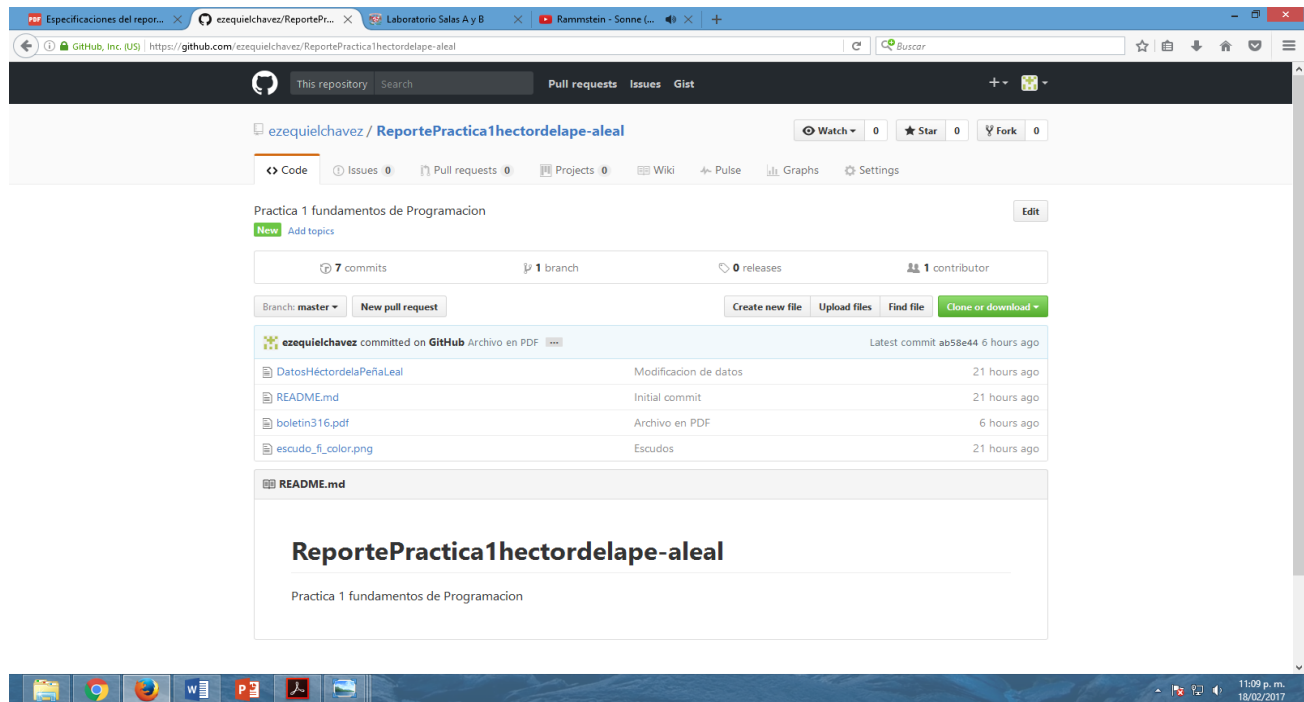 Especificaciones del repor...
ezequielchavez/ReportePr...
Laboratorio Salas A y B
Rammstein - Sonne (...
GitHub, Inc. (US)
https://github.com/ezequielchavez/ReportePractica1hectordelape-aleal
Buscar
This repository
Search
Pull requests
Issues
Gist
ezequielchavez / ReportePractica1hectordelape-aleal
Watch 0
Star 0
Fork 0
Code
Issues 0
Pull requests 0
Projects 0
Wiki
Pulse
Graphs
Settings
Practica 1 fundamentos de Programacion
Edit
New
Add topics
7 commits
1 branch
0 releases
1 contributor
Branch: master
New pull request
Create new file
Upload files
Find file
Clone or download
ezequielchavez committed on GitHub Archivo en PDF ...
Latest commit ab58e44 6 hours ago
DatosHéctordelaPeñaLeal
Modificacion de datos
21 hours ago
README.md
Initial commit
21 hours ago
boletin316.pdf
Archivo en PDF
6 hours ago
escudo_fi_color.png
Escudos
21 hours ago
README.md
ReportePractica1hectordelape-aleal
Practica 1 fundamentos de Programacion
11:09 p. m.
18/02/2017